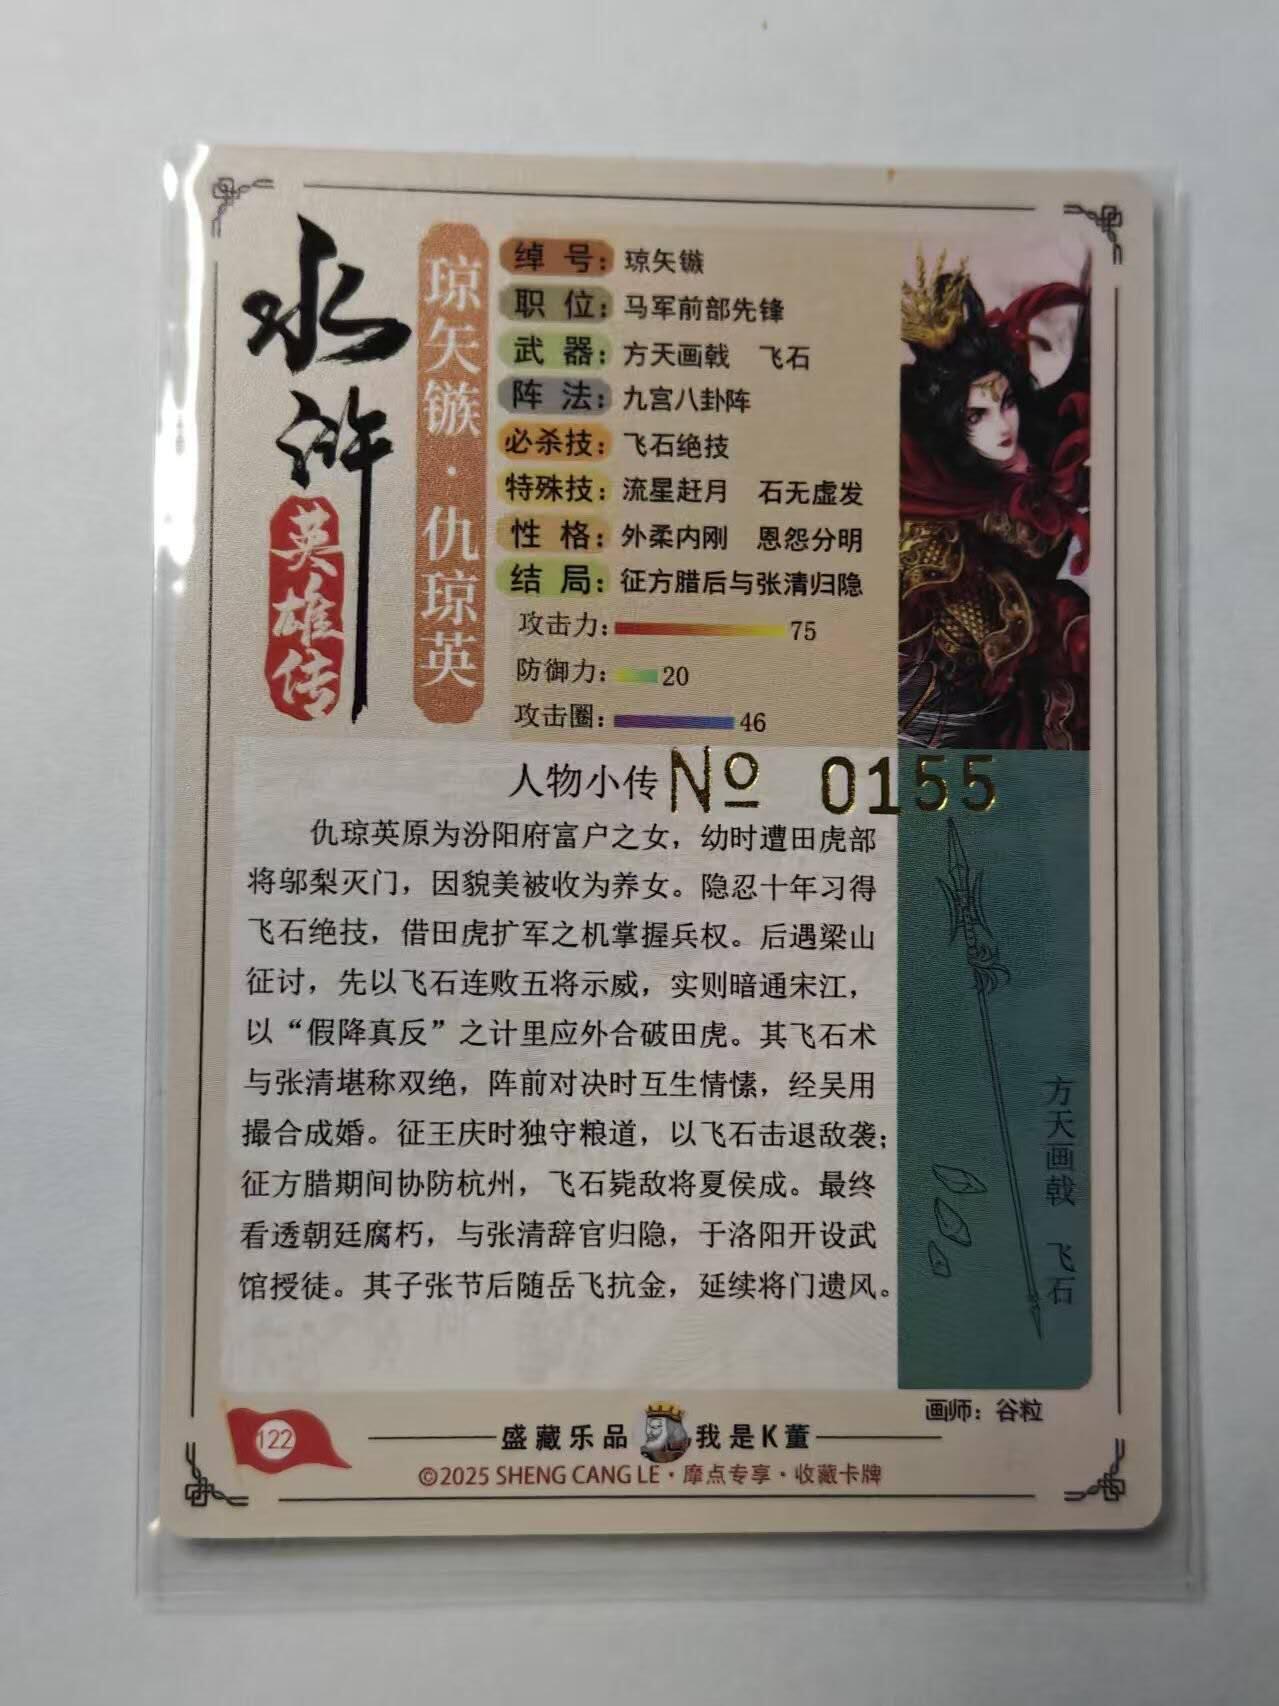 水浒
英雄传
琼矢镞·仇琼英
绰号：琼矢镞
职位：马军前部先锋
武器：方天画戟 飞石
阵法：九宫八卦阵
必杀技：飞石绝技
特殊技：流星赶月 石无虚发
性格：外柔内刚 恩怨分明
结局：征方腊后与张清归隐
攻击力：75
防御力：20
攻击圈：46
人物小传 № 0155
仇琼英原为汾阳府富户之女，幼时遭田虎部
将邬梨灭门，因貌美被收为养女。隐忍十年习得
飞石绝技，借田虎扩军之机掌握兵权。后遇梁山
征讨，先以飞石连败五将示威，实则暗通宋江，
以“假降真反”之计里应外合破田虎。其飞石术
与张清堪称双绝，阵前对决时互生情愫，经吴用
撮合成婚。征王庆时独守粮道，以飞石击退敌袭；
征方腊期间协防杭州，飞石毙敌将夏侯成。最终
看透朝廷腐朽，与张清辞官归隐，于洛阳开设武
馆授徒。其子张节后随岳飞抗金，延续将门遗风。
方天画戟 飞石
画师：谷粒
122
盛藏乐品 我是K董
©2025 SHENG CANG LE·摩点专享·收藏卡牌